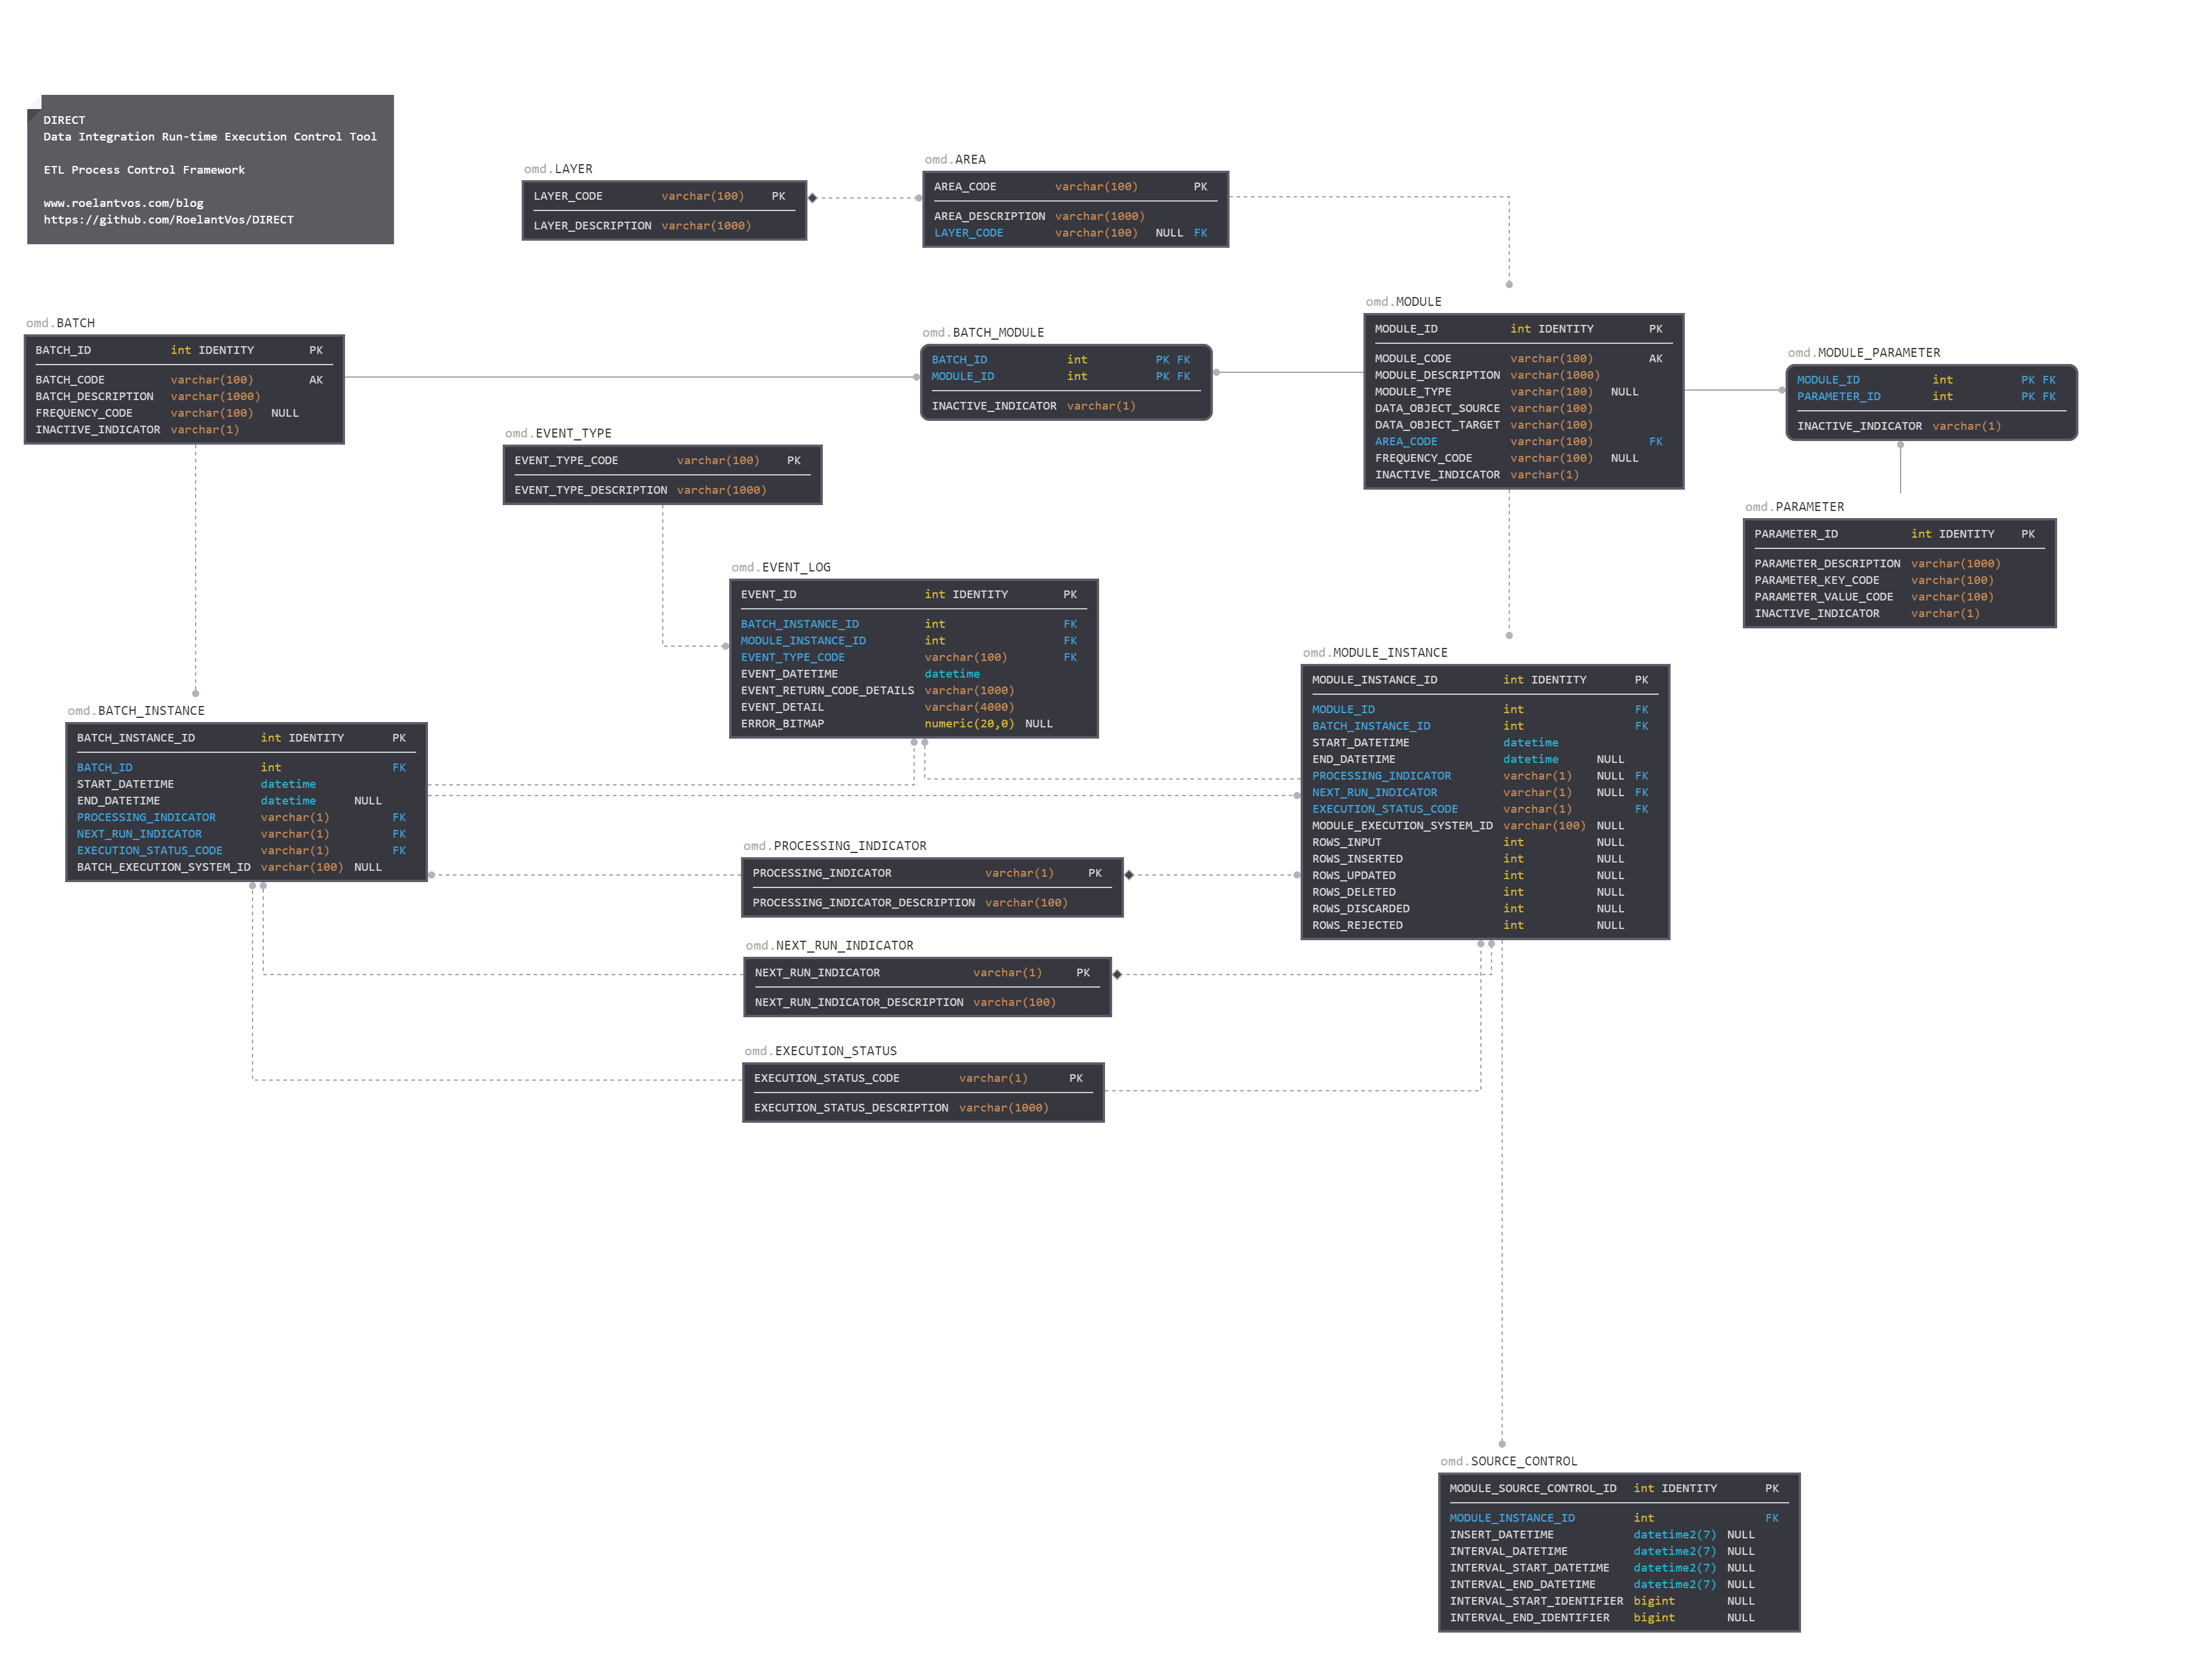 DIRECT
Data Integration Run-time Execution Control Tool
ETL Process Control Framework
www.roelantvos.com/blog
https://github.com/RoelantVos/DIRECT
omd.LAYER
LAYER_CODE varchar(100) PK
LAYER_DESCRIPTION varchar(1000)
omd.AREA
AREA_CODE varchar(100) PK
AREA_DESCRIPTION varchar(1000)
LAYER_CODE varchar(100) NULL FK
omd.BATCH
BATCH_ID int IDENTITY PK
BATCH_CODE varchar(100) AK
BATCH_DESCRIPTION varchar(1000)
FREQUENCY_CODE varchar(100) NULL
INACTIVE_INDICATOR varchar(1)
omd.BATCH_MODULE
BATCH_ID int PK FK
MODULE_ID int PK FK
INACTIVE_INDICATOR varchar(1)
omd.MODULE
MODULE_ID int IDENTITY PK
MODULE_CODE varchar(100) AK
MODULE_DESCRIPTION varchar(1000)
MODULE_TYPE varchar(100) NULL
DATA_OBJECT_SOURCE varchar(100)
DATA_OBJECT_TARGET varchar(100)
AREA_CODE varchar(100) FK
FREQUENCY_CODE varchar(100) NULL
INACTIVE_INDICATOR varchar(1)
omd.MODULE_PARAMETER
MODULE_ID int PK FK
PARAMETER_ID int PK FK
INACTIVE_INDICATOR varchar(1)
omd.EVENT_TYPE
EVENT_TYPE_CODE varchar(100) PK
EVENT_TYPE_DESCRIPTION varchar(1000)
omd.PARAMETER
PARAMETER_ID int IDENTITY PK
PARAMETER_DESCRIPTION varchar(1000)
PARAMETER_KEY_CODE varchar(100)
PARAMETER_VALUE_CODE varchar(100)
INACTIVE_INDICATOR varchar(1)
omd.EVENT_LOG
EVENT_ID int IDENTITY PK
BATCH_INSTANCE_ID int FK
MODULE_INSTANCE_ID int FK
EVENT_TYPE_CODE varchar(100) FK
EVENT_DATETIME datetime
EVENT_RETURN_CODE_DETAILS varchar(1000)
EVENT_DETAIL varchar(4000)
ERROR_BITMAP numeric(20,0) NULL
omd.BATCH_INSTANCE
BATCH_INSTANCE_ID int IDENTITY PK
BATCH_ID int FK
START_DATETIME datetime
END_DATETIME datetime NULL
PROCESSING_INDICATOR varchar(1) FK
NEXT_RUN_INDICATOR varchar(1) FK
EXECUTION_STATUS_CODE varchar(1) FK
BATCH_EXECUTION_SYSTEM_ID varchar(100) NULL
omd.MODULE_INSTANCE
MODULE_INSTANCE_ID int IDENTITY PK
MODULE_ID int FK
BATCH_INSTANCE_ID int FK
START_DATETIME datetime
END_DATETIME datetime NULL
PROCESSING_INDICATOR varchar(1) NULL FK
NEXT_RUN_INDICATOR varchar(1) NULL FK
EXECUTION_STATUS_CODE varchar(1) FK
MODULE_EXECUTION_SYSTEM_ID varchar(100) NULL
ROWS_INPUT int NULL
ROWS_INSERTED int NULL
ROWS_UPDATED int NULL
ROWS_DELETED int NULL
ROWS_DISCARDED int NULL
ROWS_REJECTED int NULL
omd.PROCESSING_INDICATOR
PROCESSING_INDICATOR varchar(1) PK
PROCESSING_INDICATOR_DESCRIPTION varchar(100)
omd.NEXT_RUN_INDICATOR
NEXT_RUN_INDICATOR varchar(1) PK
NEXT_RUN_INDICATOR_DESCRIPTION varchar(100)
omd.EXECUTION_STATUS
EXECUTION_STATUS_CODE varchar(1) PK
EXECUTION_STATUS_DESCRIPTION varchar(1000)
omd.SOURCE_CONTROL
MODULE_SOURCE_CONTROL_ID int IDENTITY PK
MODULE_INSTANCE_ID int FK
INSERT_DATETIME datetime2(7) NULL
INTERVAL_DATETIME datetime2(7) NULL
INTERVAL_START_DATETIME datetime2(7) NULL
INTERVAL_END_DATETIME datetime2(7) NULL
INTERVAL_START_IDENTIFIER bigint NULL
INTERVAL_END_IDENTIFIER bigint NULL